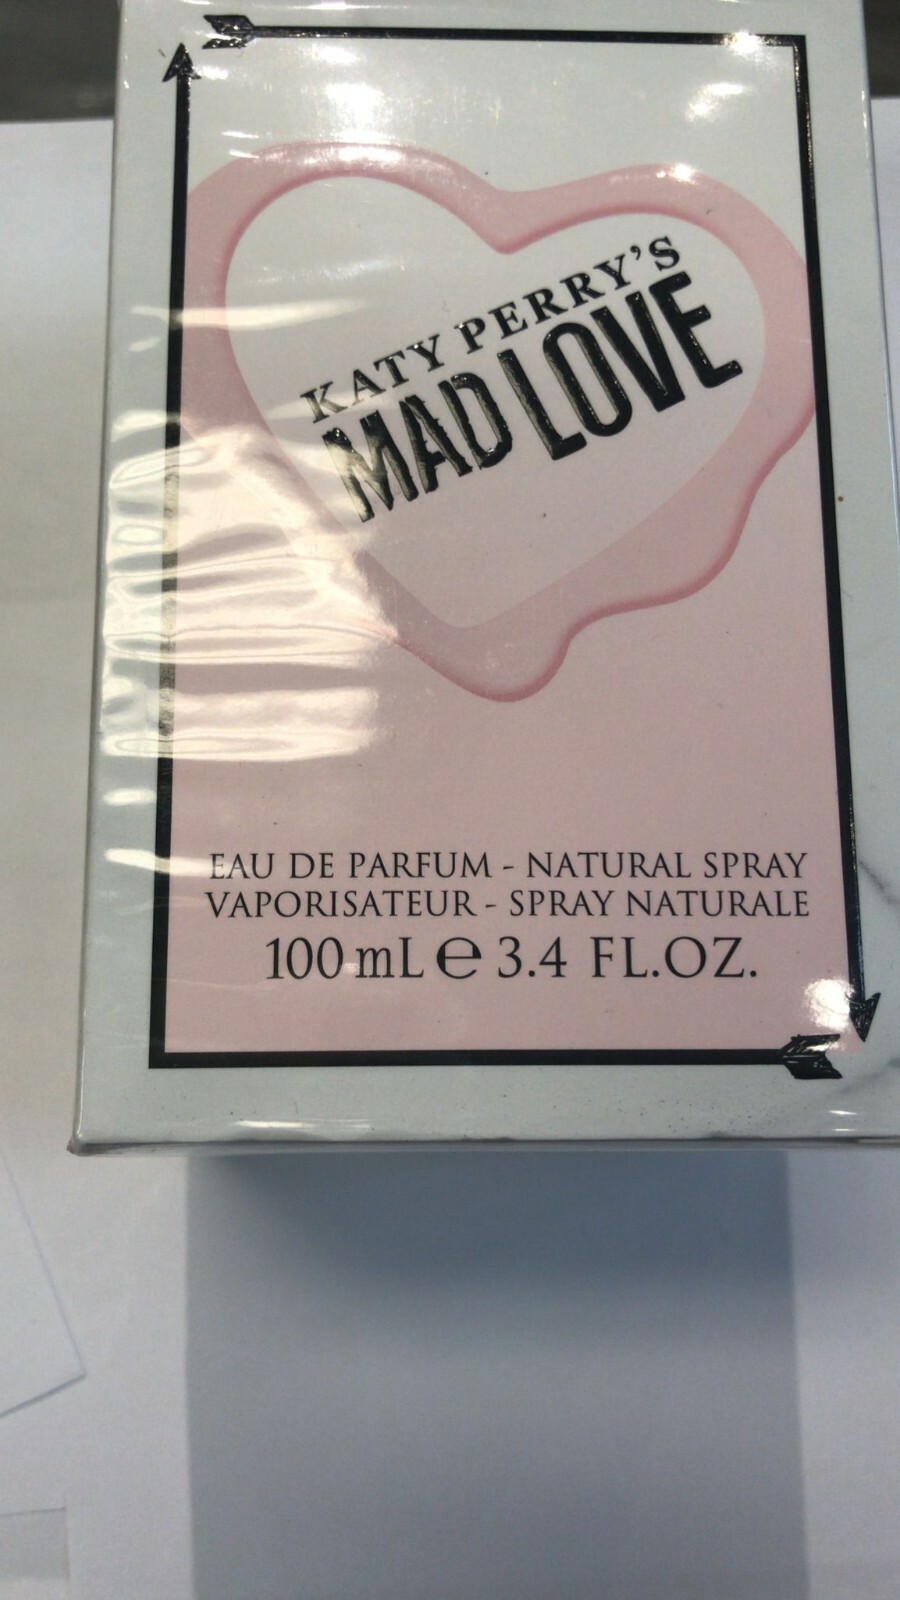 KATY PERRY'S
MAD LOVE
EAU DE PARFUM - NATURAL SPRAY
VAPORISATEUR - SPRAY NATURALE
100 mL e 3.4 FL.OZ.